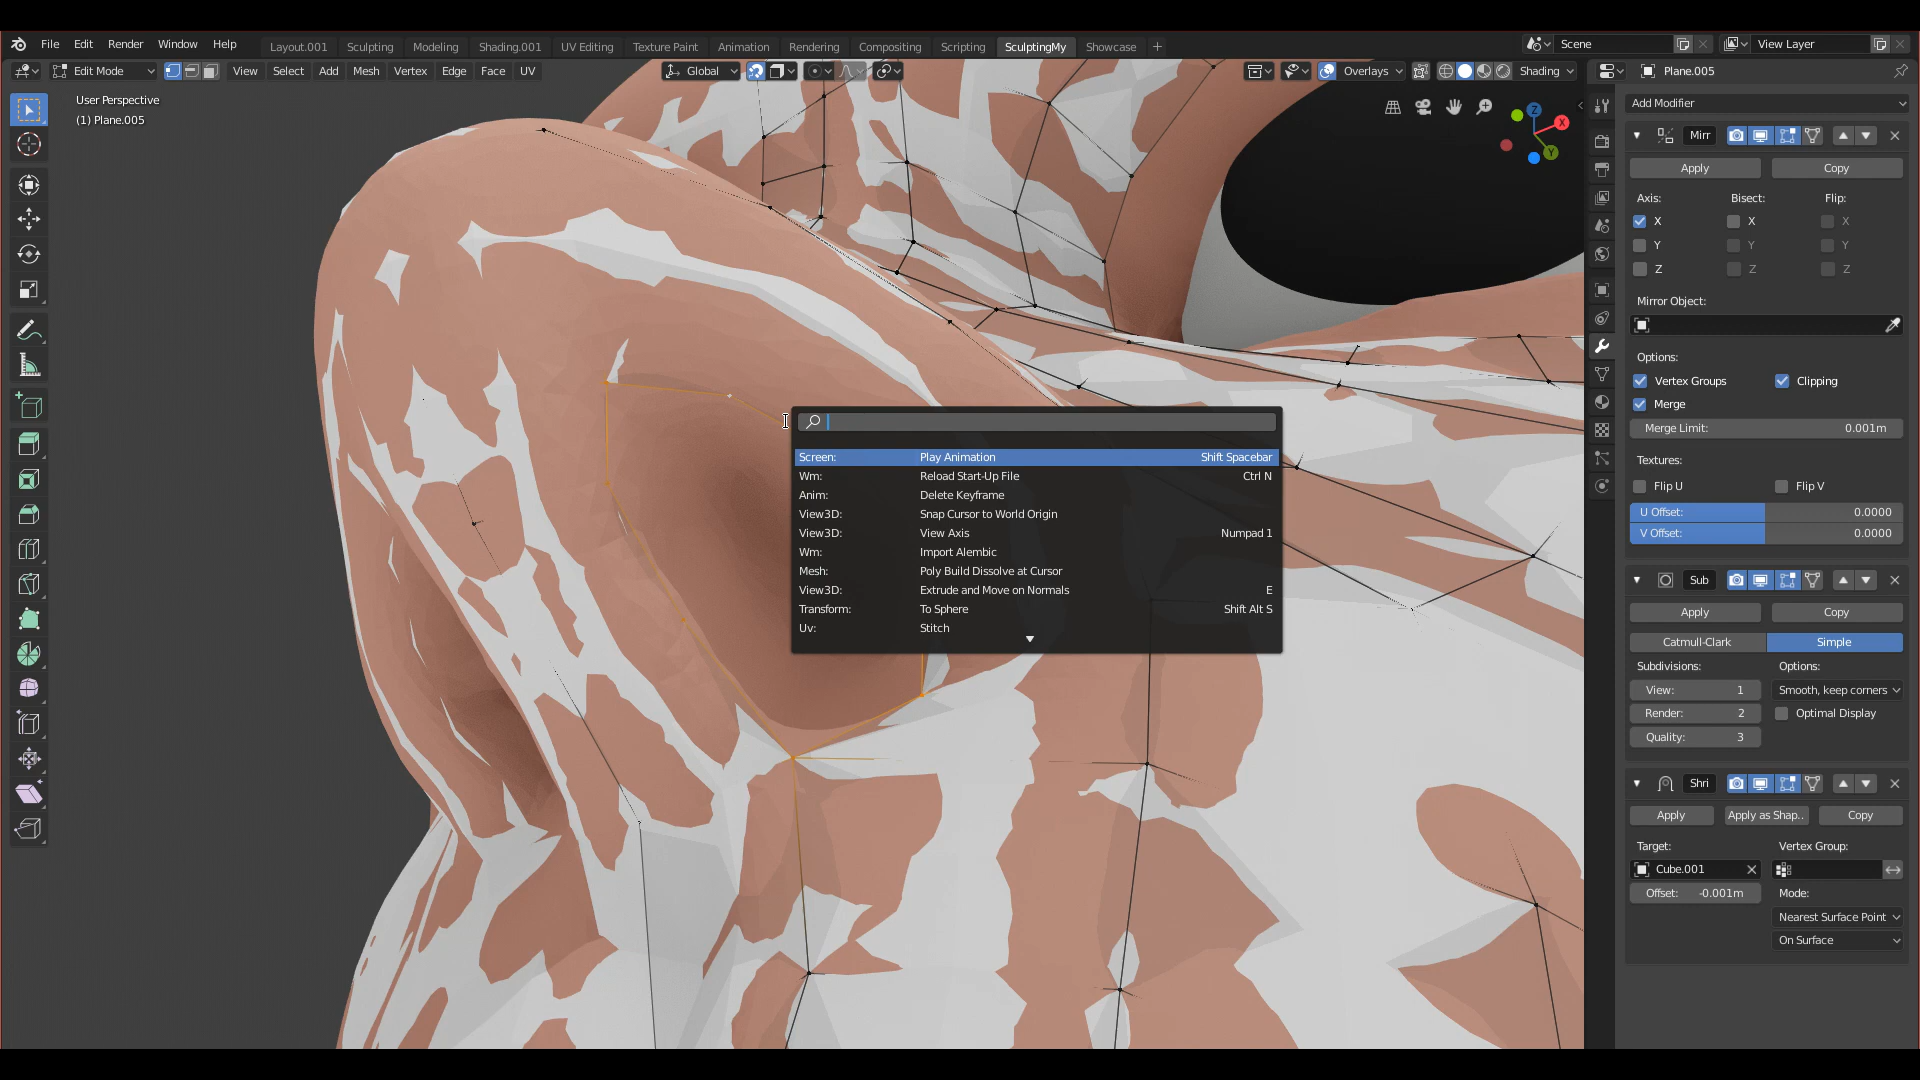 File Edit Render Window Help Layout.001 Sculpting Modeling Shading.001 UV Editing Texture Paint Animation Rendering Compositing Scripting SculptingMy Showcase + Scene View Layer
Edit Mode View Select Add Mesh Vertex Edge Face UV Global Overlays Shading Plane.005
User Perspective
(1) Plane.005
Z
X
Y
Screen: Play Animation Shift Spacebar
Wm: Reload Start-Up File Ctrl N
Anim: Delete Keyframe
View3D: Snap Cursor to World Origin
View3D: View Axis Numpad 1
Wm: Import Alembic
Mesh: Poly Build Dissolve at Cursor
View3D: Extrude and Move on Normals E
Transform: To Sphere Shift Alt S
Uv: Stitch
Add Modifier
Mirr
Apply Copy
Axis: Bisect: Flip:
X X X
Y Y Y
Z Z Z
Mirror Object:
Options:
Vertex Groups Clipping
Merge
Merge Limit: 0.001m
Textures:
Flip U Flip V
U Offset: 0.0000
V Offset: 0.0000
Sub
Apply Copy
Catmull-Clark Simple
Subdivisions: Options:
View: 1 Smooth, keep corners
Render: 2 Optimal Display
Quality: 3
Shri
Apply Apply as Shap.. Copy
Target: Vertex Group:
Cube.001
Offset: -0.001m Mode:
Nearest Surface Point
On Surface